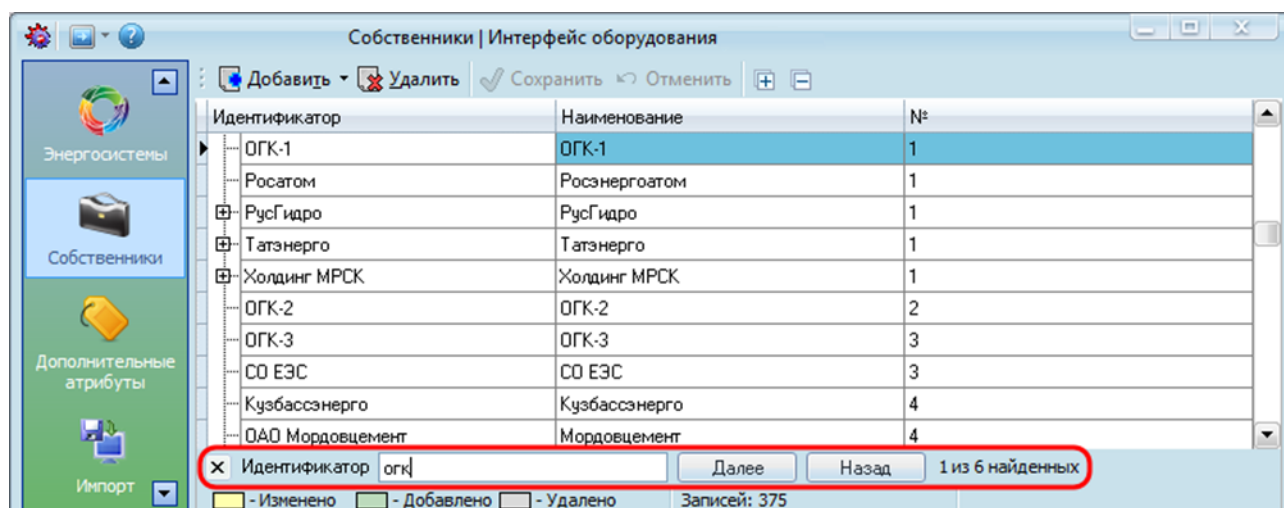 Собственники | Интерфейс оборудования
Добавить Удалить Сохранить Отменить
Идентификатор Наименование №
ОГК-1 ОГК-1 1
Росатом Росэнергоатом 1
РусГидро РусГидро 1
Татэнерго Татэнерго 1
Холдинг МРСК Холдинг МРСК 1
ОГК-2 ОГК-2 2
ОГК-3 ОГК-3 3
СО ЕЭС СО ЕЭС 3
Кузбассэнерго Кузбассэнерго 4
ОАО Мордовцемент Мордовцемент 4
Идентификатор огк Далее Назад 1 из 6 найденных
- Изменено - Добавлено - Удалено Записей: 375
Энергосистемы
Собственники
Дополнительные
атрибуты
Импорт